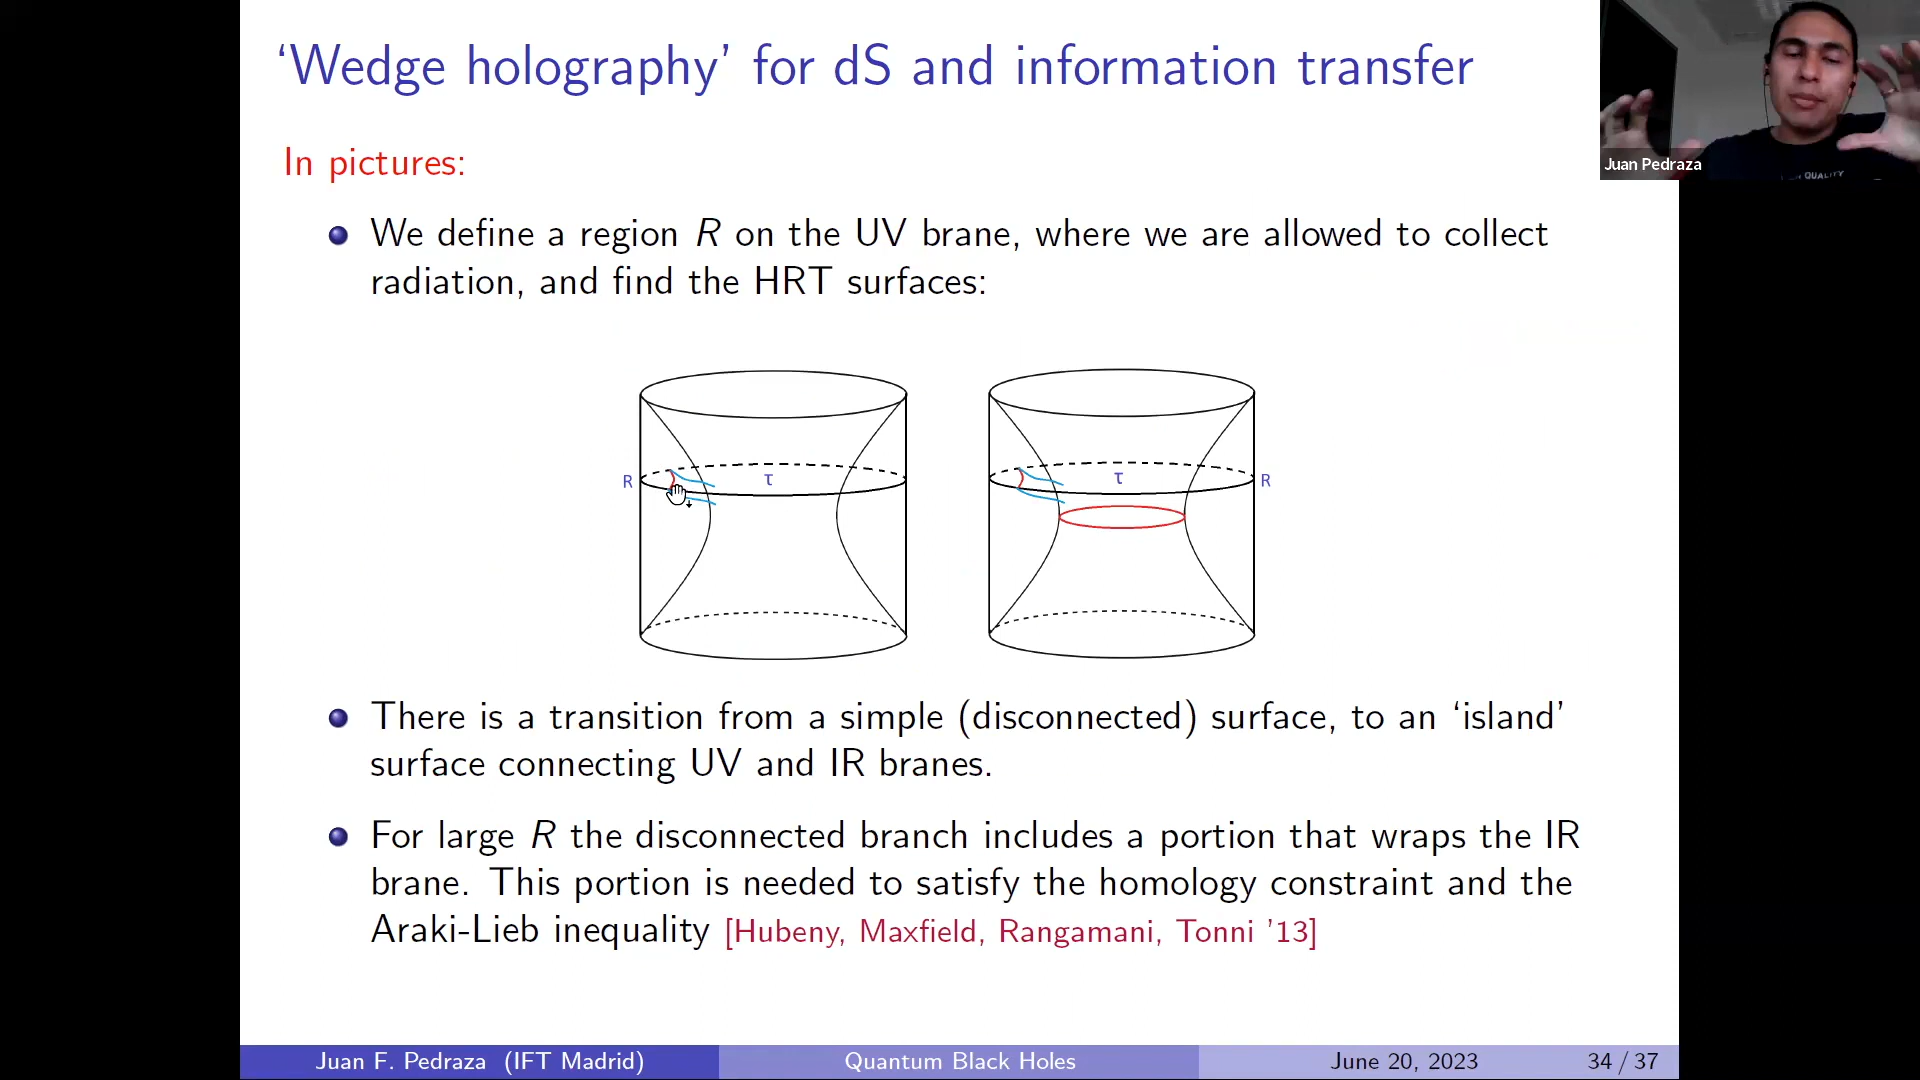 ‘Wedge holography’ for dS and information transfer
Juan Pedraza
QUALITY
In pictures:
We define a region R on the UV brane, where we are allowed to collect
radiation, and find the HRT surfaces:
R τ τ R
There is a transition from a simple (disconnected) surface, to an ‘island’
surface connecting UV and IR branes.
For large R the disconnected branch includes a portion that wraps the IR
brane. This portion is needed to satisfy the homology constraint and the
Araki-Lieb inequality [Hubeny, Maxfield, Rangamani, Tonni ’13]
Juan F. Pedraza (IFT Madrid) Quantum Black Holes June 20, 2023 34 / 37